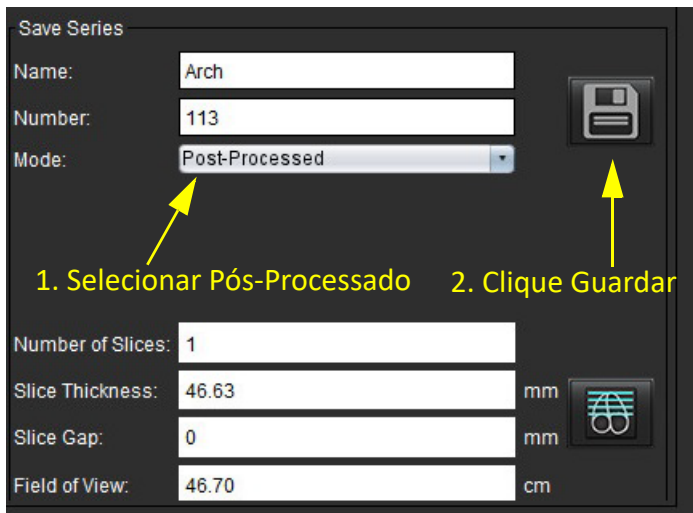 Save Series
Name: Arch
Number: 113
Mode: Post-Processed
1. Selecionar Pós-Processado 2. Clique Guardar
Number of Slices: 1
Slice Thickness: 46.63 mm
Slice Gap: 0 mm
Field of View: 46.70 cm